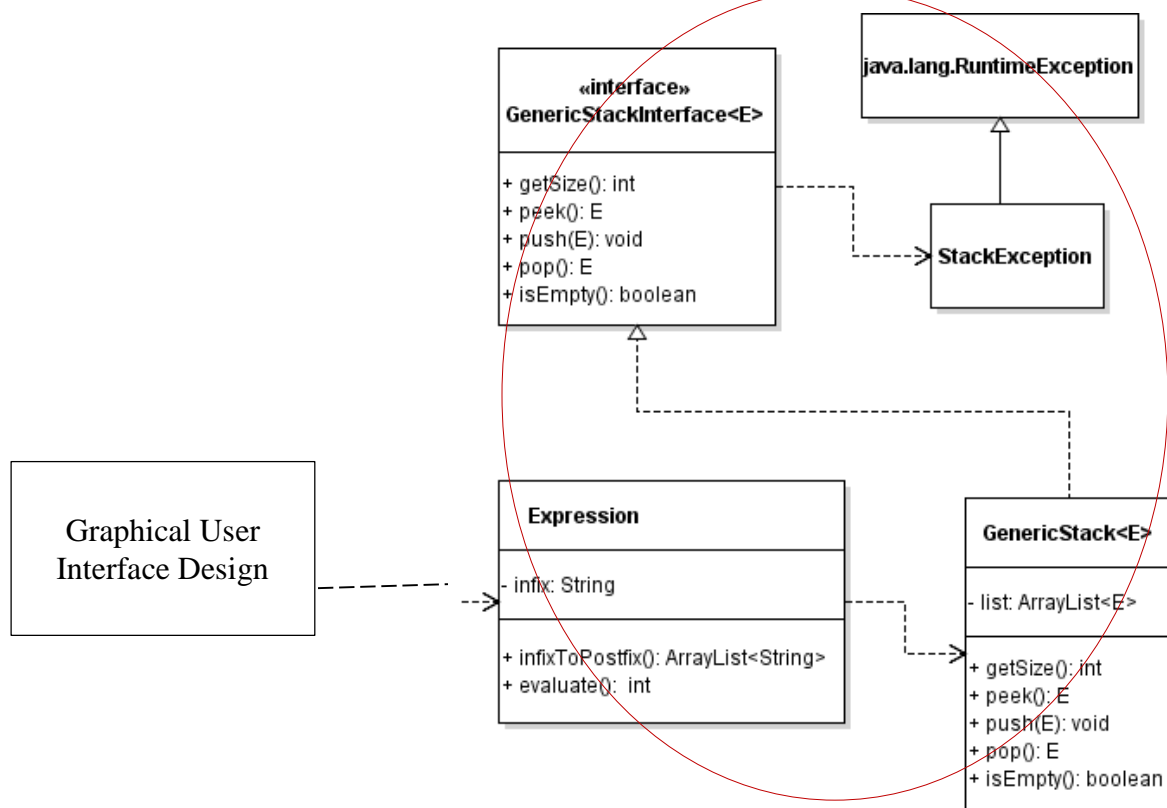 «interface»
GenericStackInterface<E>
+ getSize(): int
+ peek(): E
+ push(E): void
+ pop(): E
+ isEmpty(): boolean
java.lang.RuntimeException
StackException
Graphical User
Interface Design
Expression
- infix: String
+ infixToPostfix(): ArrayList<String>
+ evaluate(): int
GenericStack<E>
- list: ArrayList<E>
+ getSize(): int
+ peek(): E
+ push(E): void
+ pop(): E
+ isEmpty(): boolean